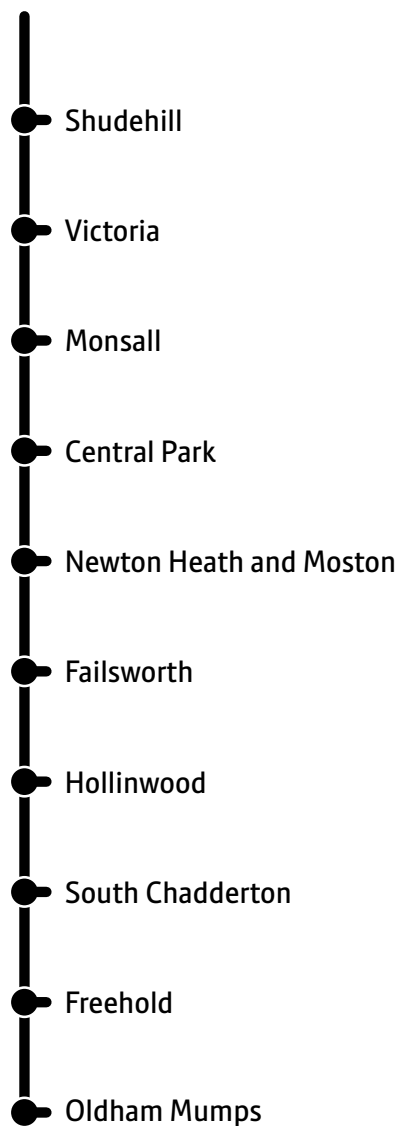 Shudehill
Victoria
Monsall
Central Park
Newton Heath and Moston
Failsworth
Hollinwood
South Chadderton
Freehold
Oldham Mumps